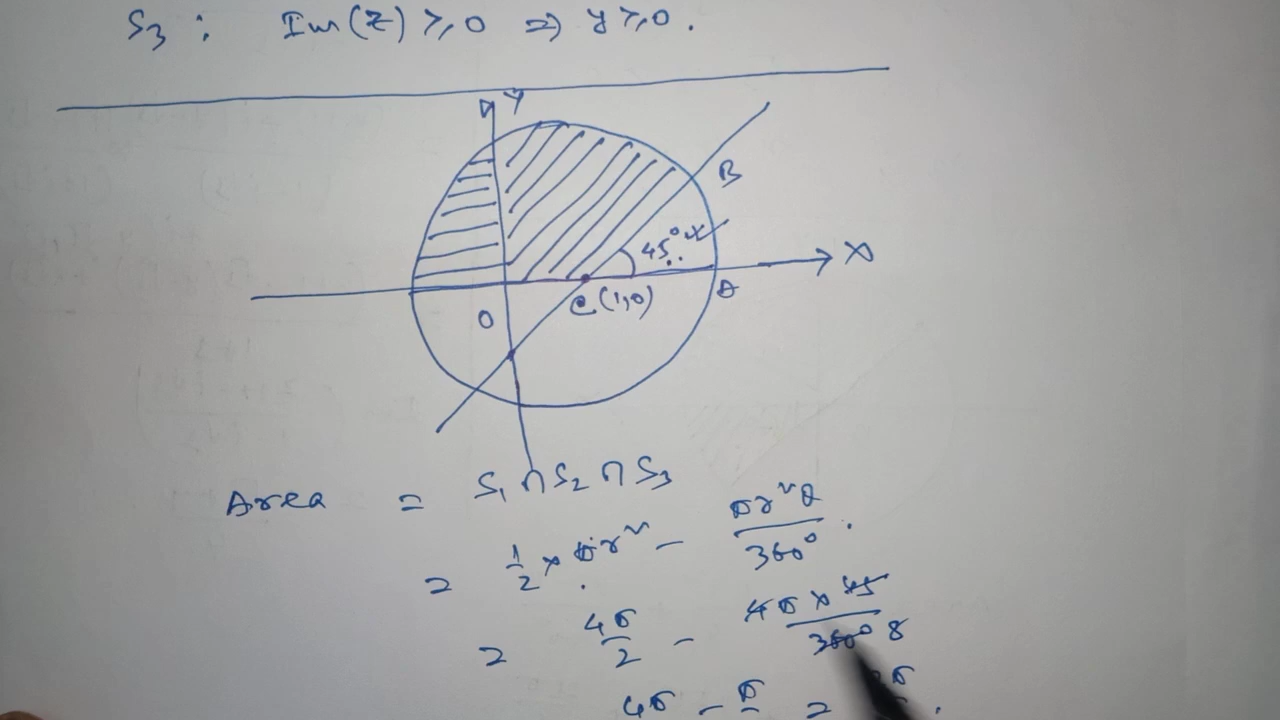 S₃ : Im(Z) ≥ 0 ⇒ y ≥ 0.
Y
B
45°
X
C(1,0)
A
O
Area = S₁ ∩ S₂ ∩ S₃
= 1/2 × πr² − πr²θ/360° .
= 4π/2 − 4π × 45/360° 8